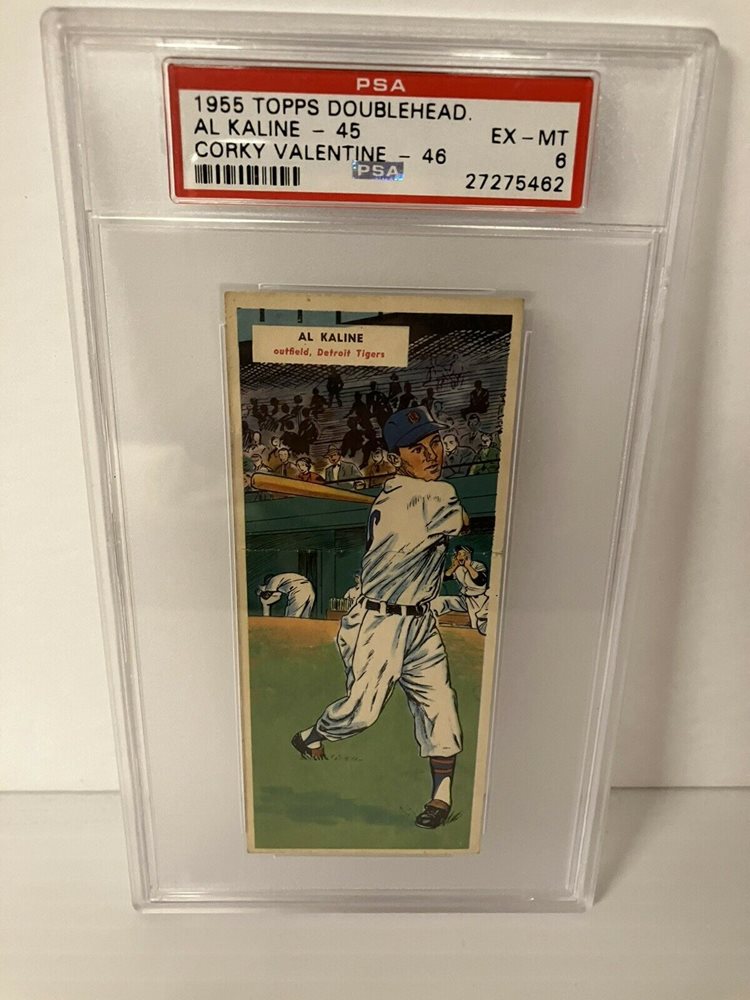 PSA
1955 TOPPS DOUBLEHEAD.
AL KALINE - 45 EX-MT
CORKY VALENTINE - 46 6
PSA
27275462
AL KALINE
outfield, Detroit Tigers